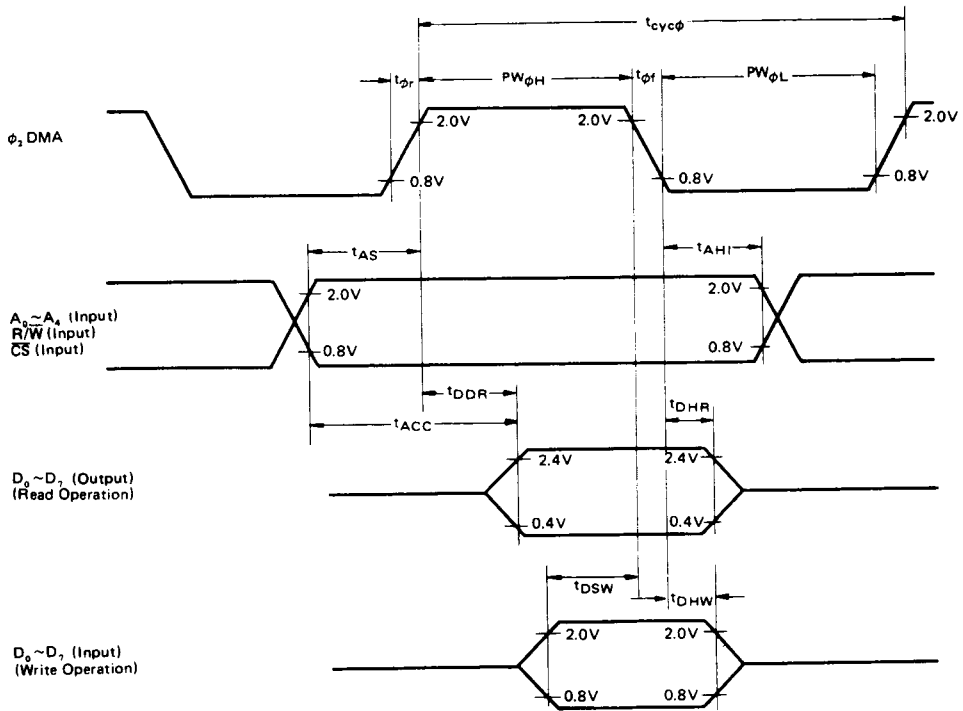 tcycφ
tφr
PWφH
tφf
PWφL
φ₂ DMA
2.0V
2.0V
2.0V
0.8V
0.8V
0.8V
tAS
tAHI
A₀~A₄ (Input)
R/W̅ (Input)
C̅S̅ (Input)
2.0V
2.0V
0.8V
0.8V
tDDR
tACC
tDHR
D₀~D₇ (Output)
(Read Operation)
2.4V
2.4V
0.4V
0.4V
tDSW
tDHW
D₀~D₇ (Input)
(Write Operation)
2.0V
2.0V
0.8V
0.8V